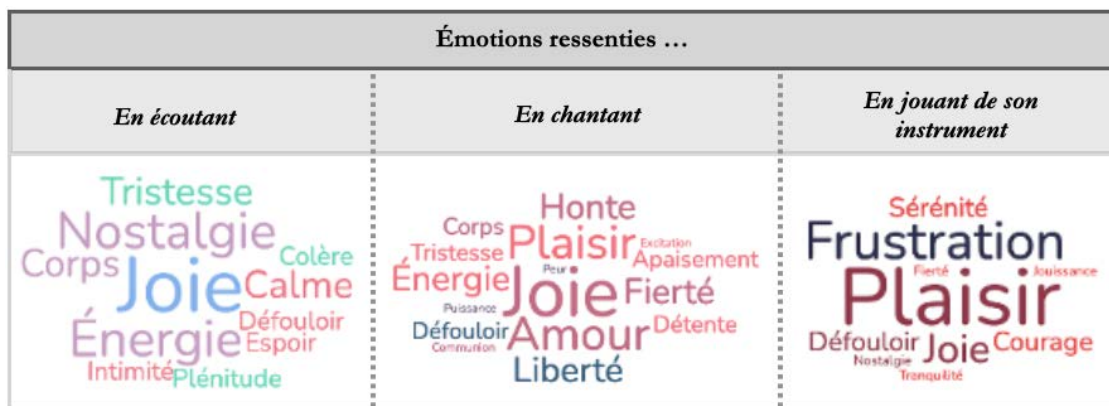 Émotions ressenties …
En écoutant
En chantant
En jouant de son
instrument
Tristesse
Nostalgie
Corps
Colère
Joie
Calme
Énergie
Défouloir
Espoir
Intimité
Plénitude
Honte
Corps
Plaisir
Excitation
Tristesse
Apaisement
Énergie
Peur
Joie
Fierté
Puissance
Défouloir
Amour
Détente
Communion
Liberté
Sérénité
Frustration
Fierté
Jouissance
Plaisir
Défouloir
Joie
Courage
Nostalgie
Tranquilité